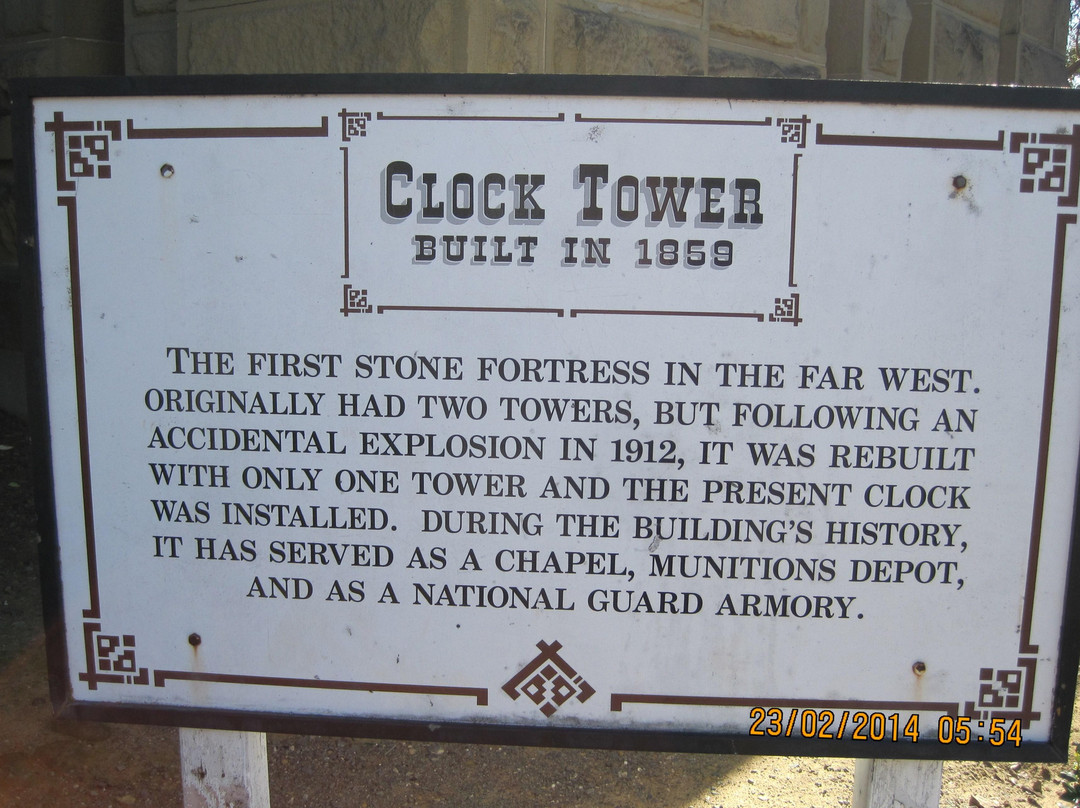 CLOCK TOWER
BUILT IN 1859
THE FIRST STONE FORTRESS IN THE FAR WEST.
ORIGINALLY HAD TWO TOWERS, BUT FOLLOWING AN
ACCIDENTAL EXPLOSION IN 1912, IT WAS REBUILT
WITH ONLY ONE TOWER AND THE PRESENT CLOCK
WAS INSTALLED. DURING THE BUILDING'S HISTORY,
IT HAS SERVED AS A CHAPEL, MUNITIONS DEPOT,
AND AS A NATIONAL GUARD ARMORY.
23/02/2014 05:54